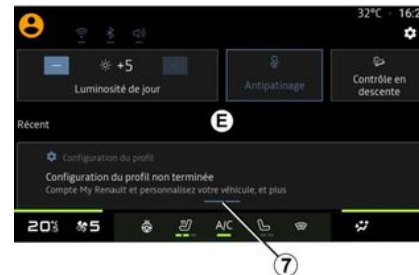 32°C 16:2
+5
Luminosité de jour
Antipatinage
Contrôle en
descente
E
Récent
Configuration du profil
Configuration du profil non terminée
Compte My Renault et personnalisez votre véhicule, et plus
20 5 A/C
7